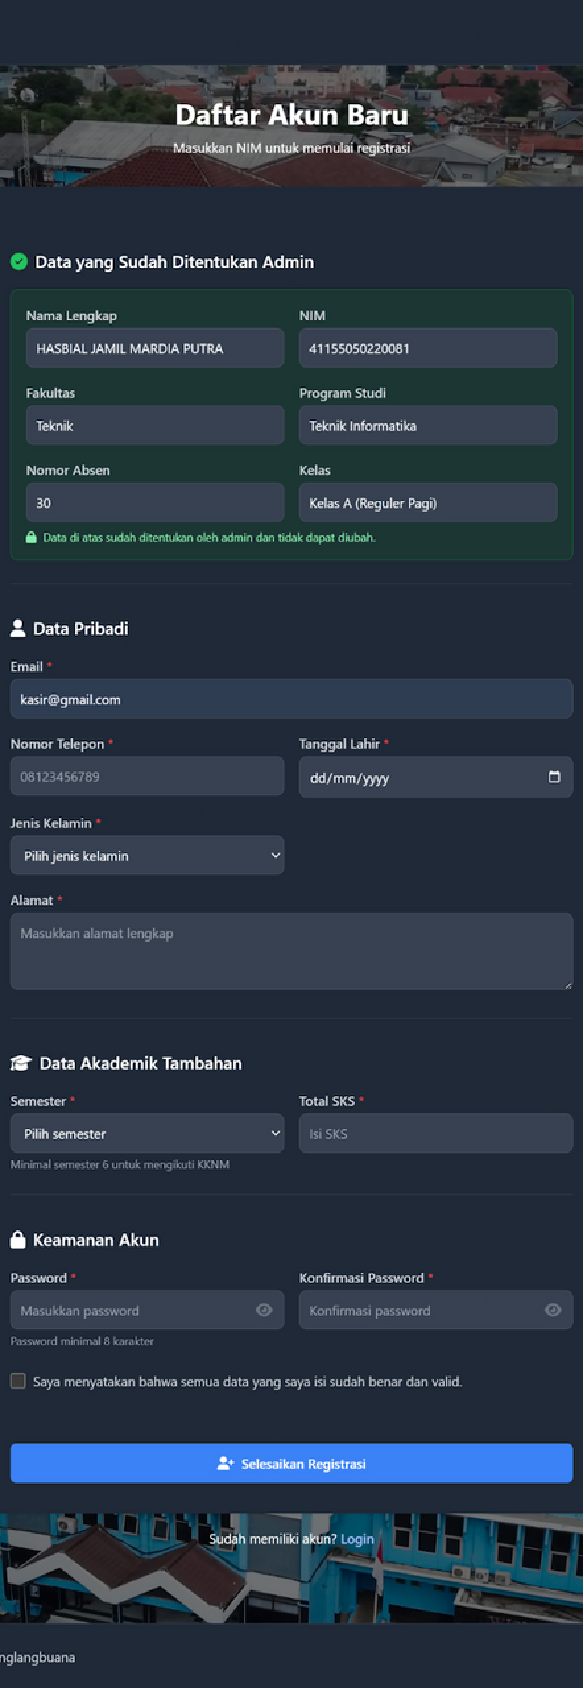 Daftar Akun Baru
Masukkan NIM untuk memulai registrasi
Data yang Sudah Ditentukan Admin
Nama Lengkap NIM
HASBIAL JAMIL MARDIA PUTRA 41155050220081
Fakultas Program Studi
Teknik Teknik Informatika
Nomor Absen Kelas
30 Kelas A (Reguler Pagi)
Data di atas sudah ditentukan oleh admin dan tidak dapat diubah.
Data Pribadi
Email *
kasir@gmail.com
Nomor Telepon * Tanggal Lahir *
08123456789 dd/mm/yyyy
Jenis Kelamin *
Pilih jenis kelamin
Alamat *
Masukkan alamat lengkap
Data Akademik Tambahan
Semester * Total SKS *
Pilih semester Isi SKS
Minimal semester 6 untuk mengikuti KKNM
Keamanan Akun
Password * Konfirmasi Password *
Masukkan password Konfirmasi password
Password minimal 8 karakter
Saya menyatakan bahwa semua data yang saya isi sudah benar dan valid.
Selesaikan Registrasi
Sudah memiliki akun? Login
nglangbuana